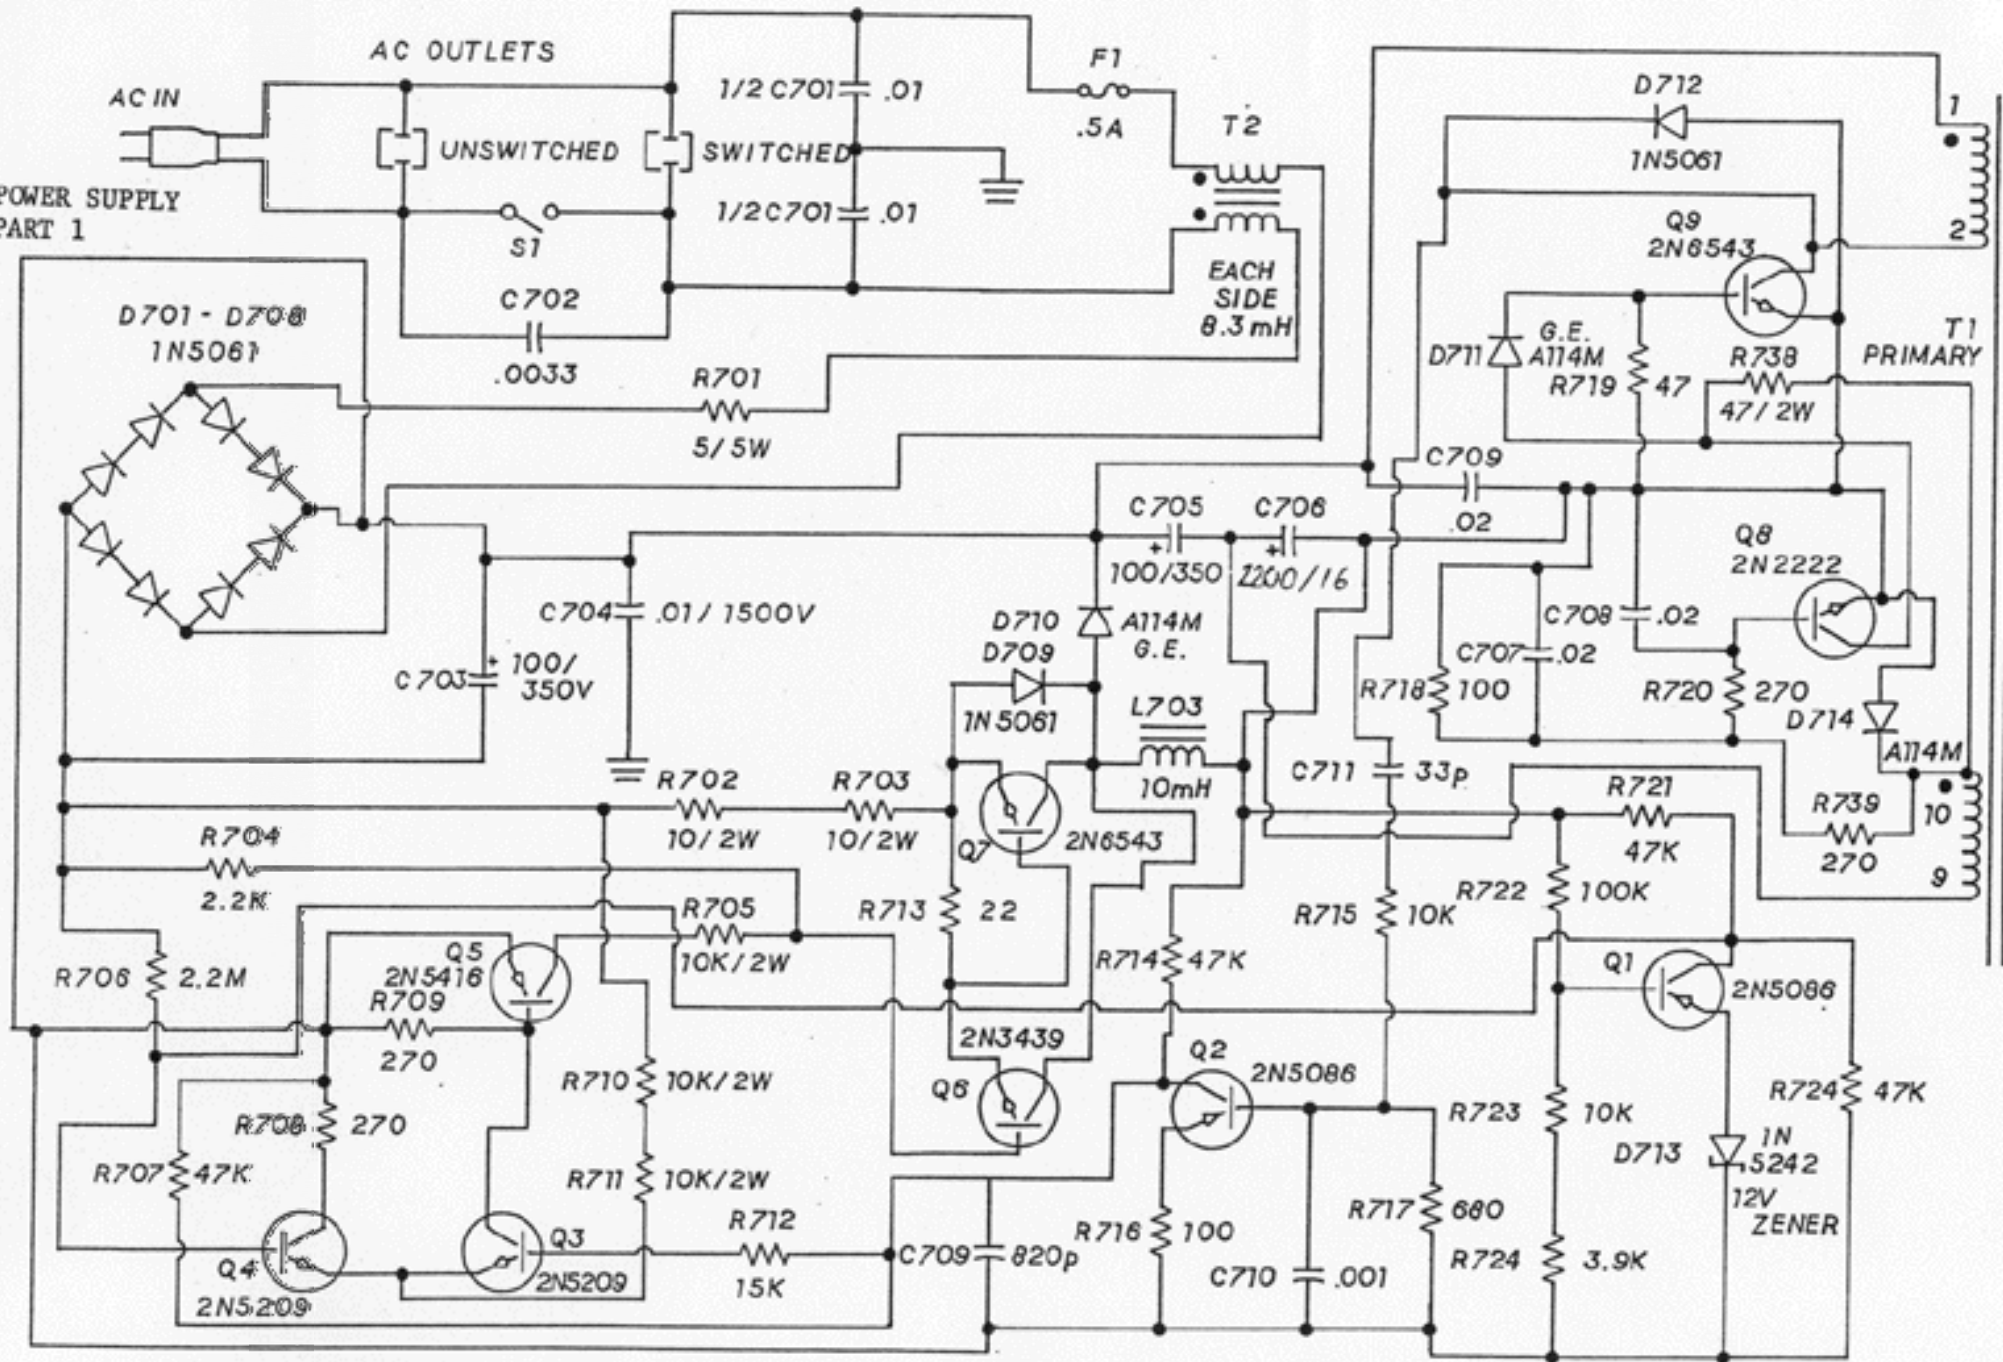 AC OUTLETS
AC IN
UNSWITCHED
SWITCHED
1/2 C701 .01
1/2 C701 .01
F1
.5A
T2
EACH
SIDE
8.3 mH
S1
C702
.0033
POWER SUPPLY
PART 1
D701 - D708
1N5061
R701
5/5W
D712
1N5061
1
2
Q9
2N6543
T1
PRIMARY
D711
G.E.
A114M
R719 47
R738
47/2W
C709
.02
C705
100/350
C706
2200/16
Q8
2N2222
C704 .01/1500V
C703 + 100/
350V
D710 A114M
G.E.
D709
1N5061
L703
10mH
C708 .02
C707 .02
R718 100
R720 270
D714
A114M
10
9
R702
10/2W
R703
10/2W
Q7
2N6543
C711 33p
R721
47K
R739
270
R704
2.2K
R705
10K/2W
R713 22
R722 100K
R715 10K
R706 2.2M
Q5
2N5416
R709
270
R714 47K
Q1
2N5086
2N3439
Q6
Q2
2N5086
R710 10K/2W
R708 270
R707 47K
R711 10K/2W
R723 10K
R724 47K
D713
1N
5242
12V
ZENER
R712
15K
Q4
2N5209
Q3
2N5209
C709 820p
R716 100
R717 680
C710 .001
R724 3.9K